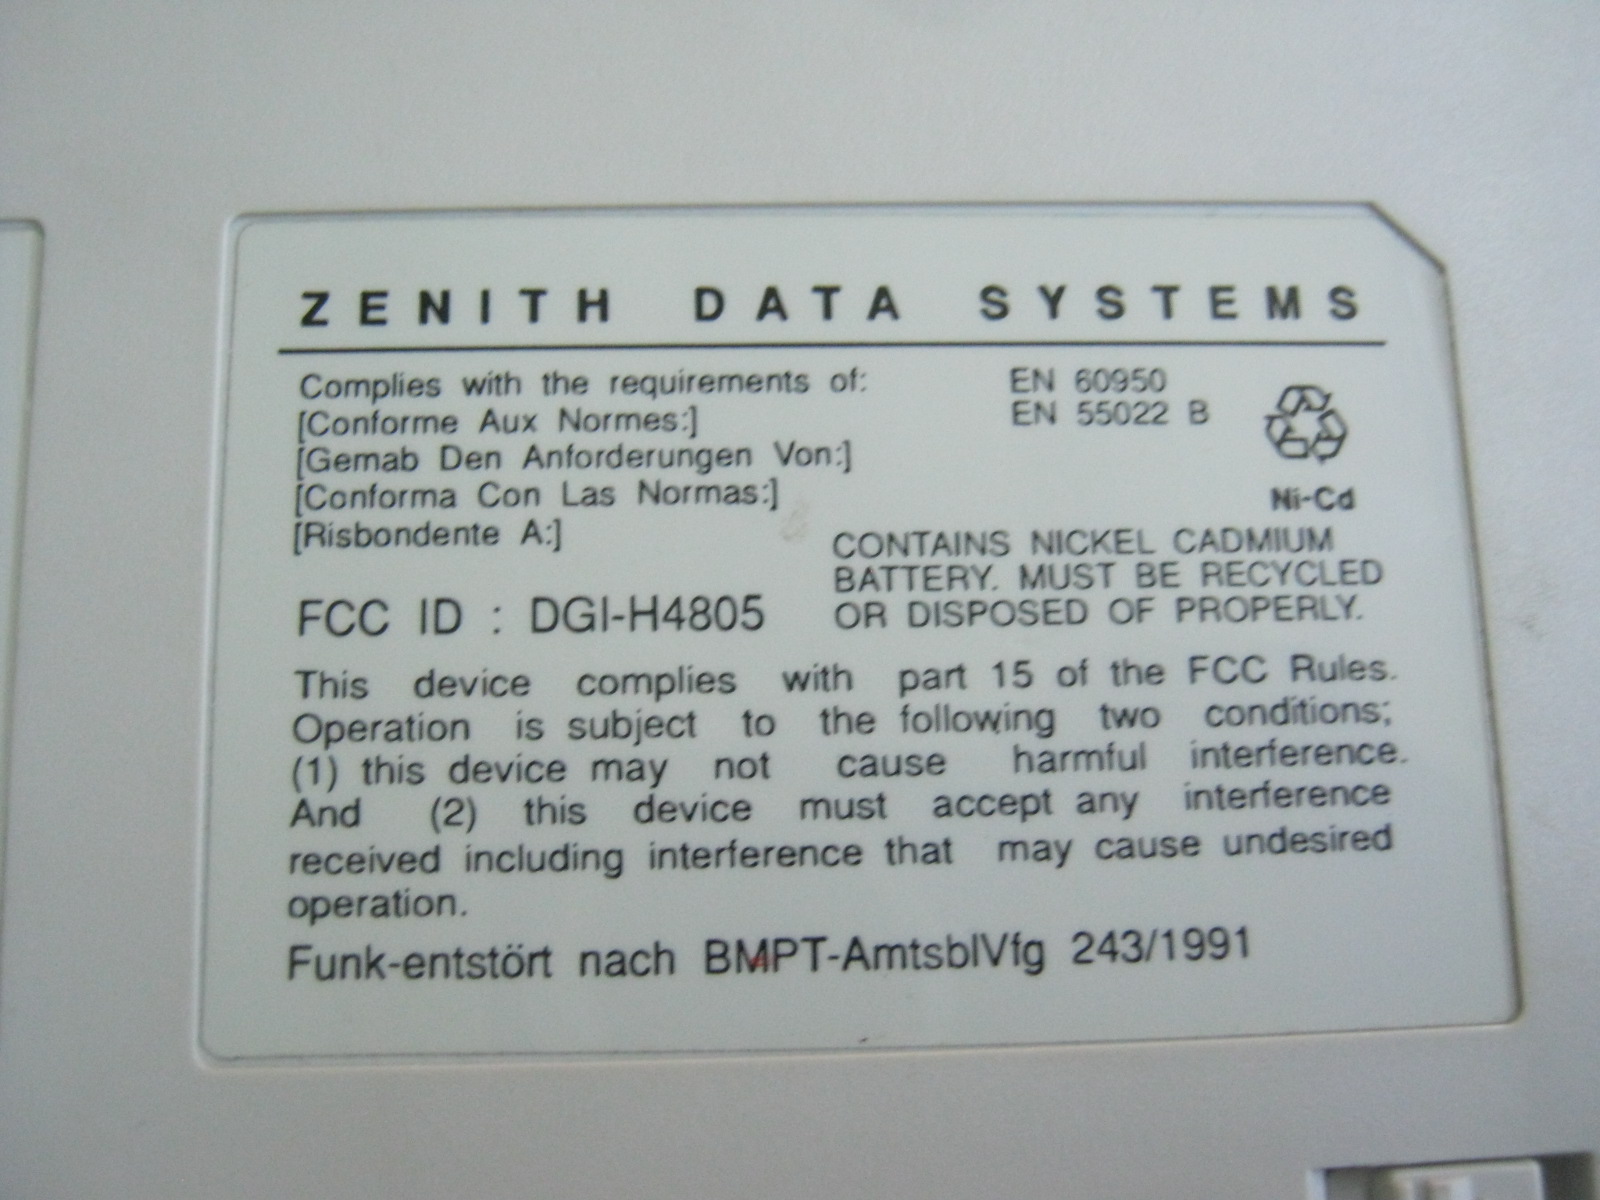 ZENITH DATA SYSTEMS
Complies with the requirements of:
[Conforme Aux Normes:]
[Gemab Den Anforderungen Von:]
[Conforma Con Las Normas:]
[Risbondente A:]
EN 60950
EN 55022 B
Ni-Cd
CONTAINS NICKEL CADMIUM
BATTERY. MUST BE RECYCLED
OR DISPOSED OF PROPERLY.
FCC ID : DGI-H4805
This device complies with part 15 of the FCC Rules.
Operation is subject to the following two conditions;
(1) this device may not cause harmful interference.
And (2) this device must accept any interference
received including interference that may cause undesired
operation.
Funk-entstört nach BMPT-AmtsblVfg 243/1991